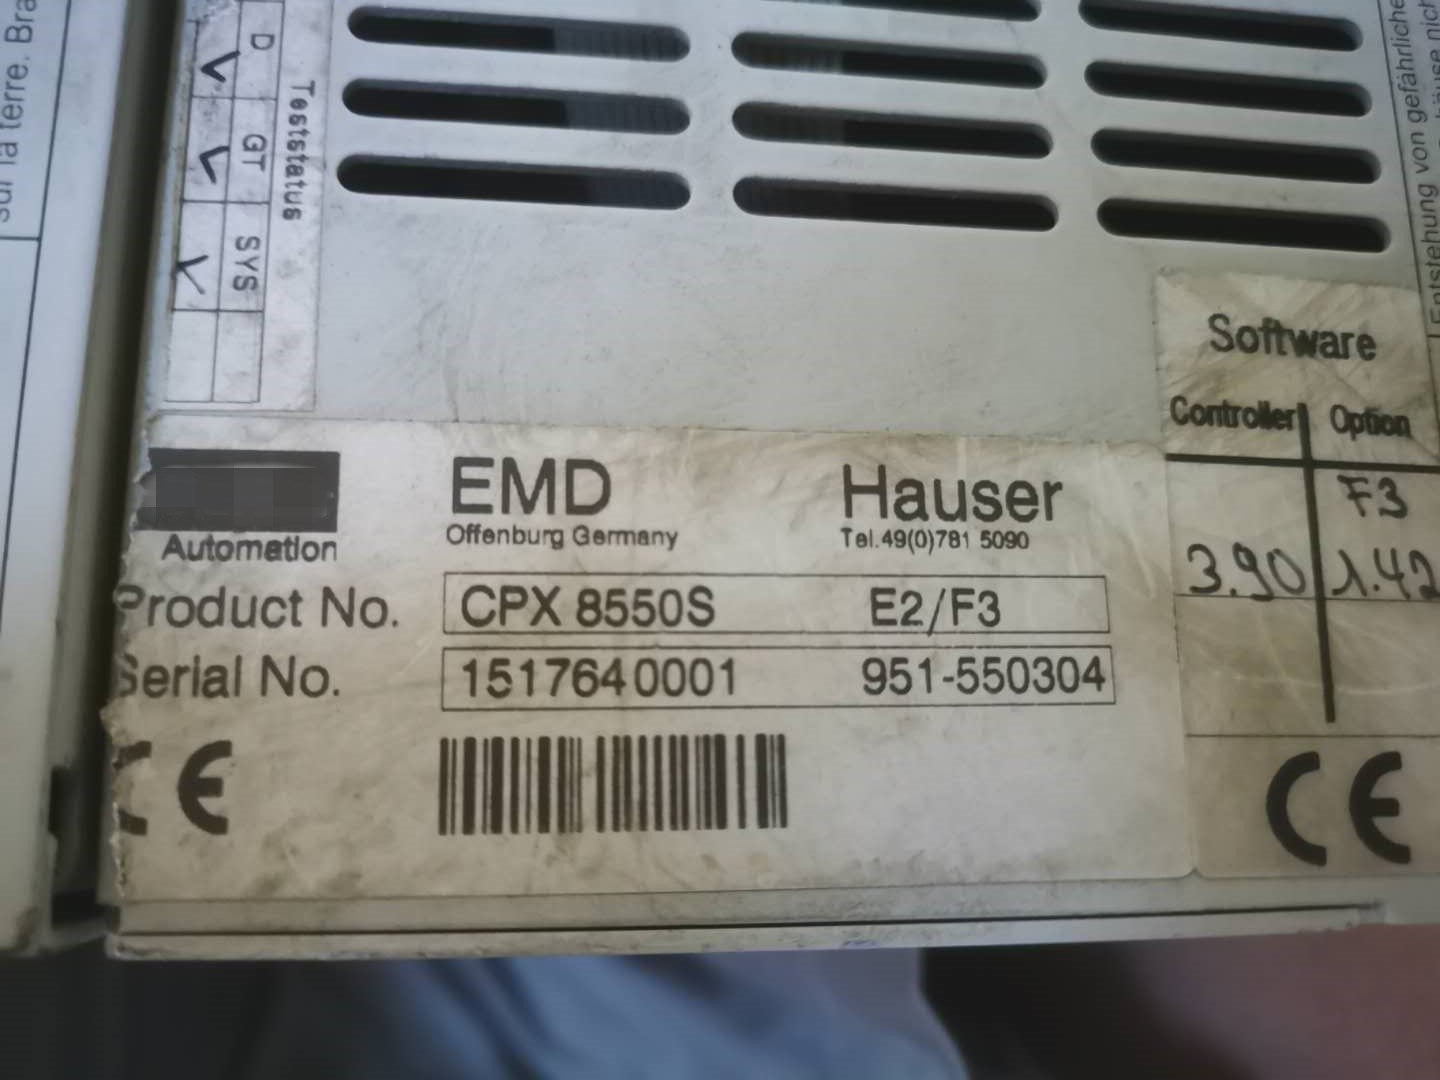 sur la terre. Bra
Teststatus
D GT SYS
Entstehung von gefährliche
Software
Controller Option
F3
3.90 1.42
EMD Hauser
Automation Offenburg Germany Tel.49(0)781 5090
Product No. CPX 8550S E2/F3
Serial No. 1517640001 951-550304
CE
CE